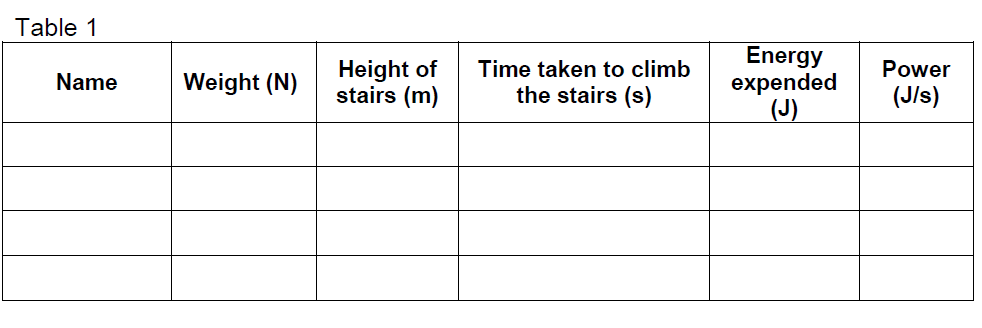 Table 1
Name
Weight (N)
Height of
stairs (m)
Time taken to climb
the stairs (s)
Energy
expended
(J)
Power
(J/s)